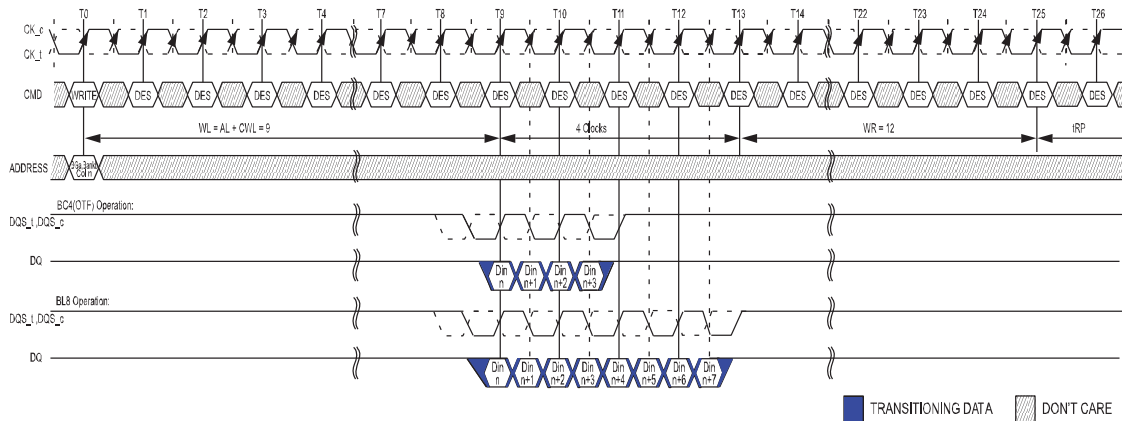 T0 T1 T2 T3 T4 T7 T8 T9 T10 T11 T12 T13 T14 T22 T23 T24 T25 T26
CK_c
CK_t
CMD WRITE DES DES DES DES DES DES DES DES DES DES DES DES DES DES DES DES DES
WL = AL + CWL = 9 4 Clocks WR = 12 tRP
ADDRESS
Col n
BC4(OTF) Operation:
DQS_t ,DQS_c
DQ Din Din Din Din
n n+1 n+2 n+3
BL8 Operation:
DQS_t ,DQS_c
DQ Din Din Din Din Din Din Din Din
n n+1 n+2 n+3 n+4 n+5 n+6 n+7
TRANSITIONING DATA DON'T CARE